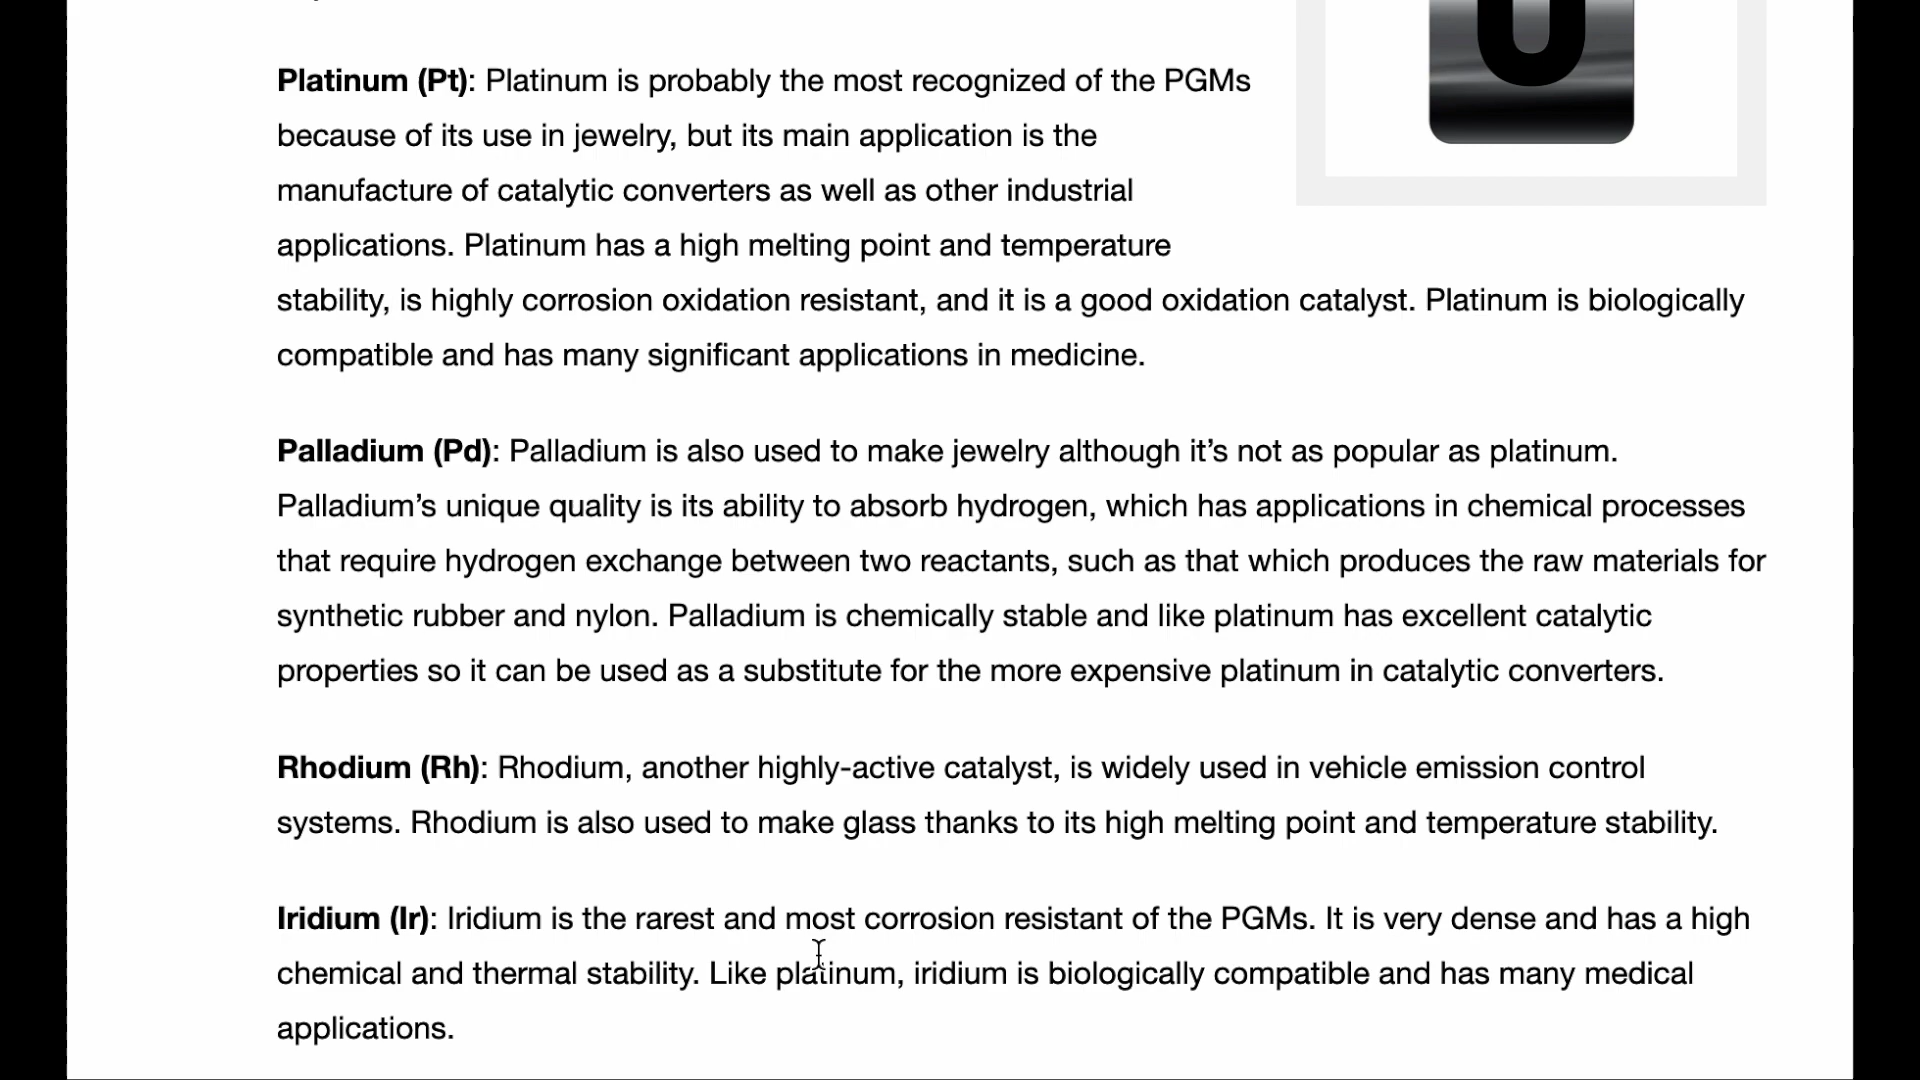 Platinum (Pt): Platinum is probably the most recognized of the PGMs
because of its use in jewelry, but its main application is the
manufacture of catalytic converters as well as other industrial
applications. Platinum has a high melting point and temperature
stability, is highly corrosion oxidation resistant, and it is a good oxidation catalyst. Platinum is biologically
compatible and has many significant applications in medicine.
Palladium (Pd): Palladium is also used to make jewelry although it’s not as popular as platinum.
Palladium’s unique quality is its ability to absorb hydrogen, which has applications in chemical processes
that require hydrogen exchange between two reactants, such as that which produces the raw materials for
synthetic rubber and nylon. Palladium is chemically stable and like platinum has excellent catalytic
properties so it can be used as a substitute for the more expensive platinum in catalytic converters.
Rhodium (Rh): Rhodium, another highly-active catalyst, is widely used in vehicle emission control
systems. Rhodium is also used to make glass thanks to its high melting point and temperature stability.
Iridium (Ir): Iridium is the rarest and most corrosion resistant of the PGMs. It is very dense and has a high
chemical and thermal stability. Like platinum, iridium is biologically compatible and has many medical
applications.